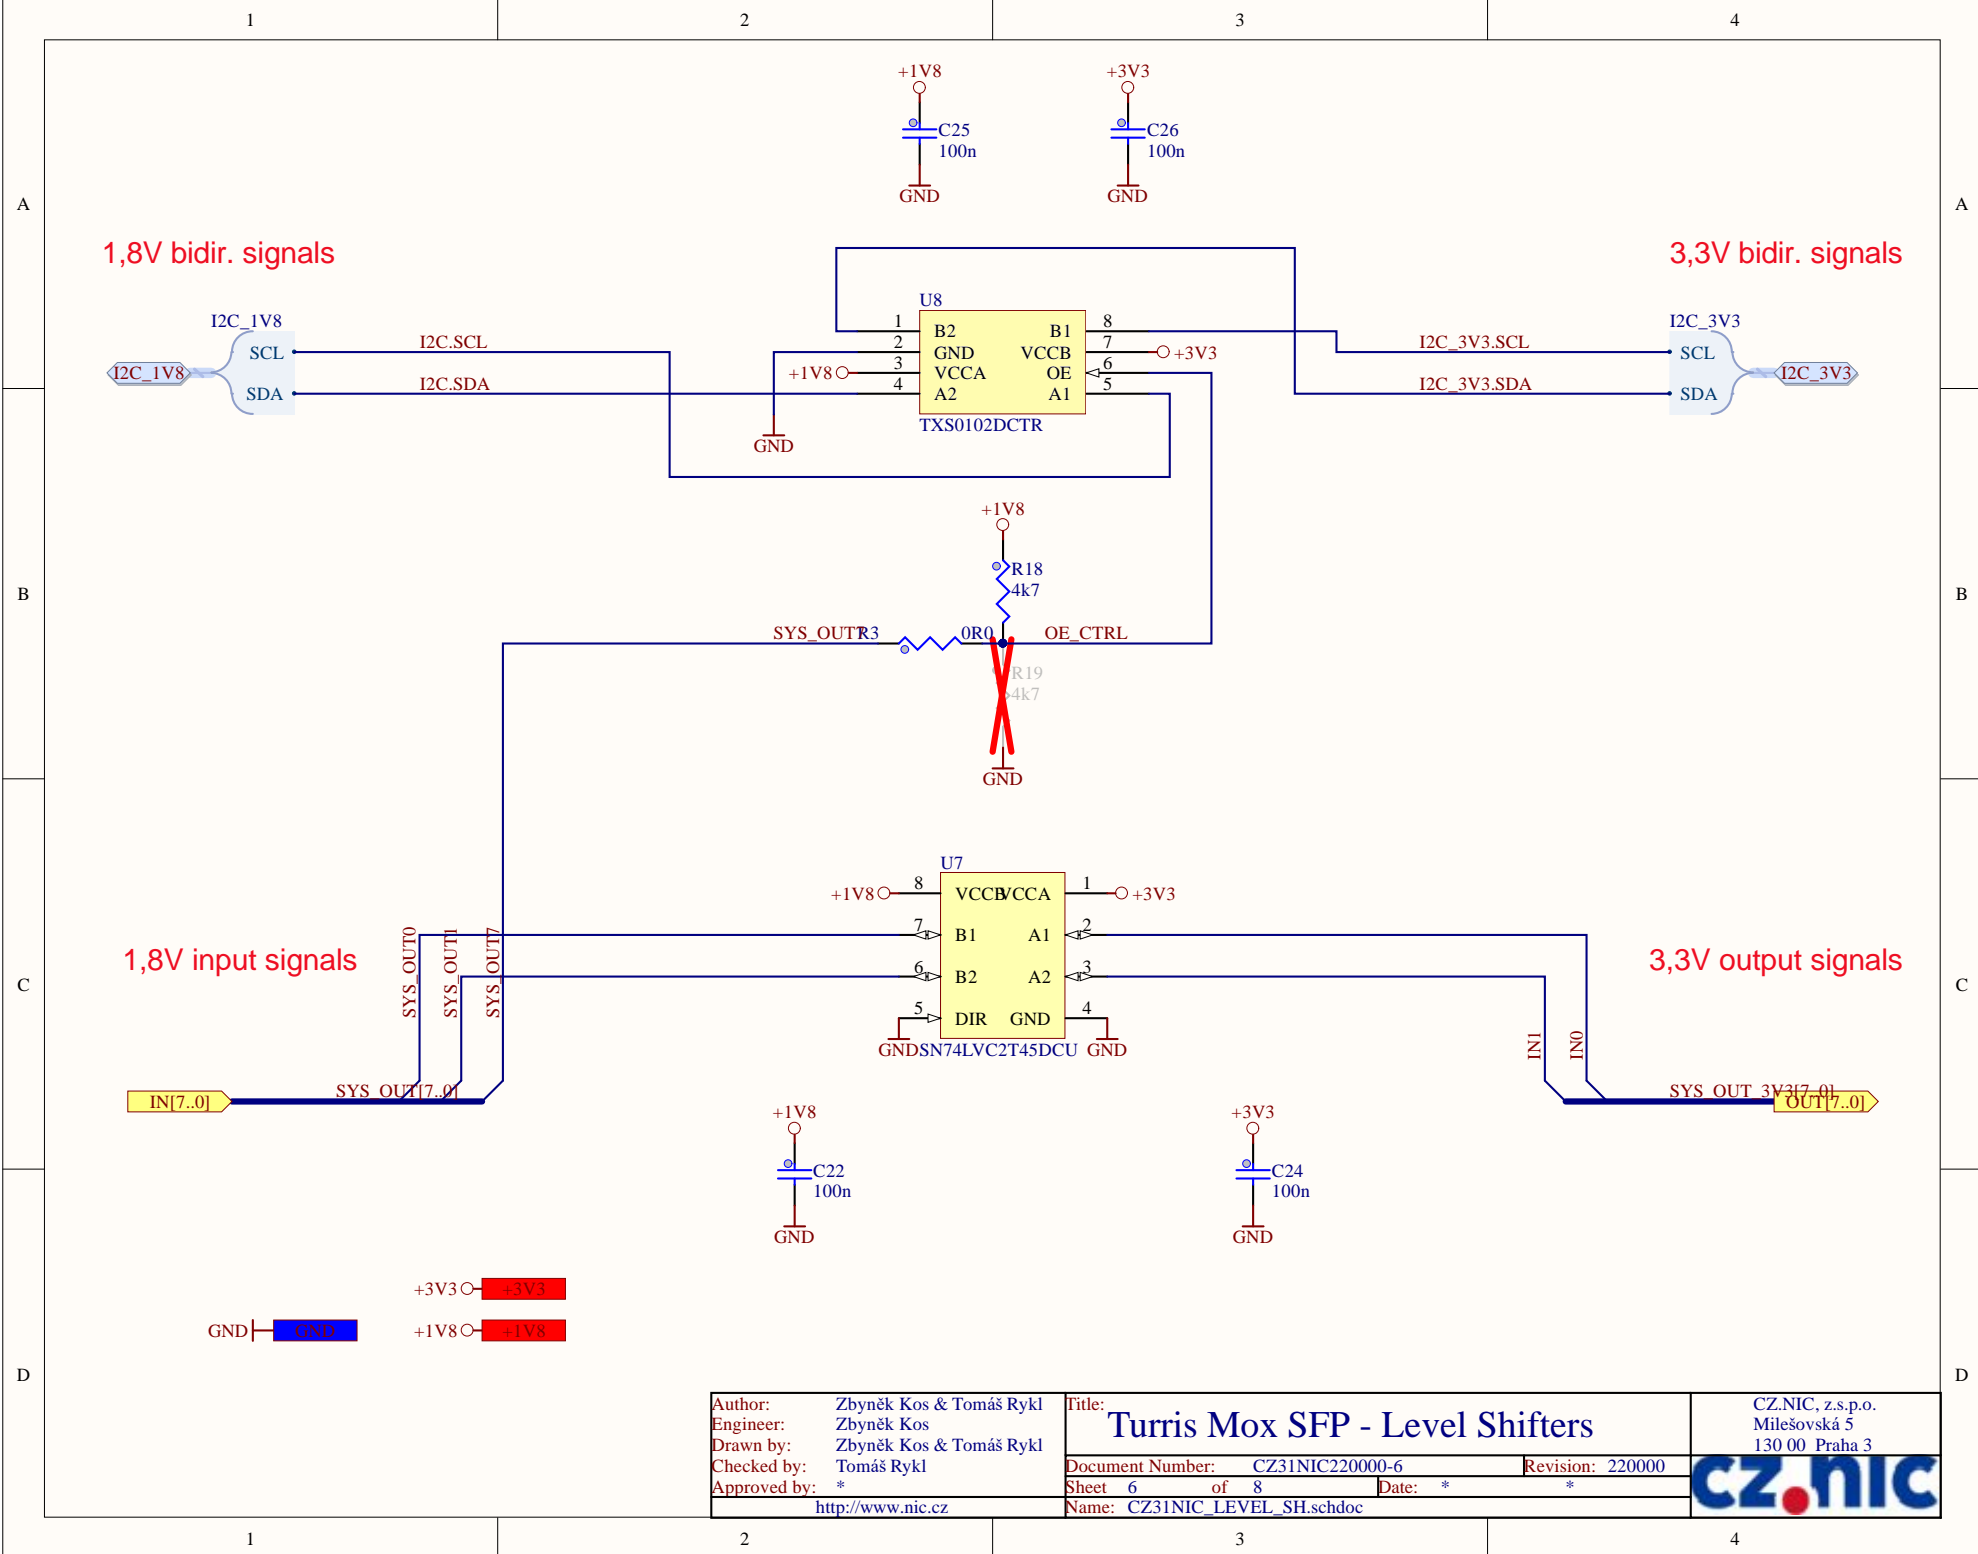 1 2 3 4
+1V8 +3V3
C25 C26
100n 100n
GND GND
A A
1,8V bidir. signals 3,3V bidir. signals
U8
I2C_1V8 I2C_3V3
1 B2 B1 8
SCL I2C.SCL 2 GND VCCB 7 +3V3 I2C_3V3.SCL SCL
I2C_1V8 +1V8 3 VCCA OE 6 I2C_3V3
SDA I2C.SDA 4 A2 A1 5 I2C_3V3.SDA SDA
TXS0102DCTR
GND
+1V8
R18
4k7
B B
SYS_OUT7 R3 0R0 OE_CTRL
R19
4k7
GND
U7
+1V8 8 VCCB VCCA 1 +3V3
7 B1 A1 2
6 B2 A2 3
5 DIR GND 4
GND SN74LVC2T45DCU GND
1,8V input signals 3,3V output signals
C C
SYS_OUT0
SYS_OUT1
SYS_OUT7
IN1
IN0
IN[7..0] SYS_OUT[7..0] SYS_OUT_3V3[7..0] OUT[7..0]
+1V8 +3V3
C22 C24
100n 100n
GND GND
+3V3 +3V3
GND GND +1V8 +1V8
D D
Author: Zbyněk Kos & Tomáš Rykl
Engineer: Zbyněk Kos
Drawn by: Zbyněk Kos & Tomáš Rykl
Checked by: Tomáš Rykl
Approved by: *
http://www.nic.cz
Title: Turris Mox SFP - Level Shifters
Document Number: CZ31NIC220000-6 Revision: 220000
Sheet 6 of 8 Date: * *
Name: CZ31NIC_LEVEL_SH.schdoc
CZ.NIC, z.s.p.o.
Milešovská 5
130 00 Praha 3
cz.nic
1 2 3 4